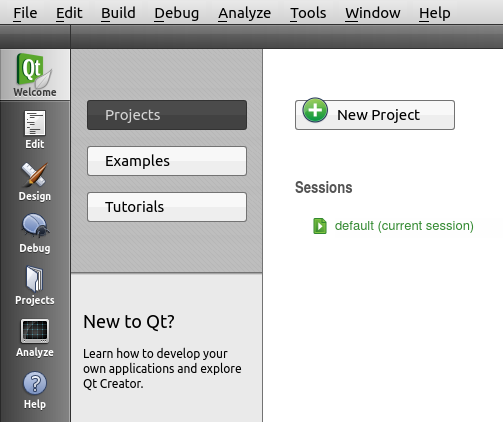 File Edit Build Debug Analyze Tools Window Help
Qt
Welcome
Edit
Design
Debug
Projects
Analyze
Help
Projects
Examples
Tutorials
New to Qt?
Learn how to develop your
own applications and explore
Qt Creator.
New Project
Sessions
default (current session)